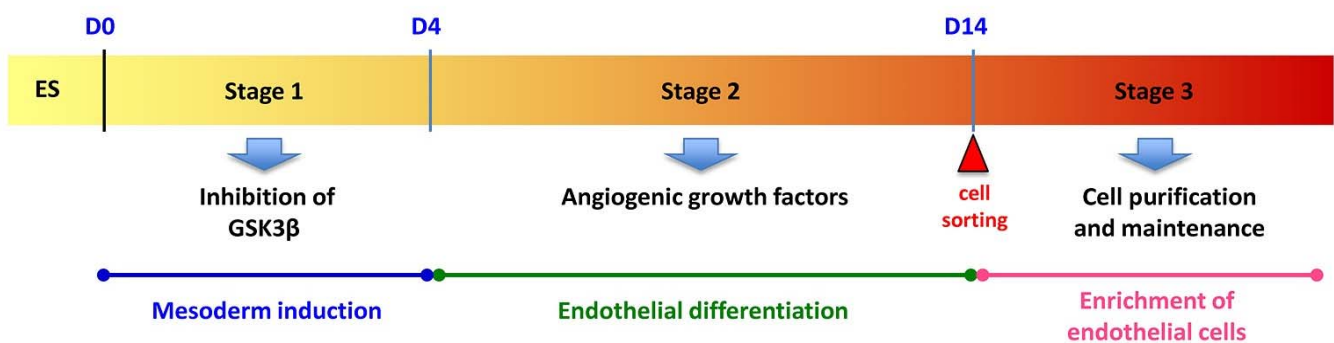 D0
D4
D14
ES
Stage 1
Stage 2
Stage 3
Inhibition of
GSK3β
Angiogenic growth factors
cell
sorting
Cell purification
and maintenance
Mesoderm induction
Endothelial differentiation
Enrichment of
endothelial cells